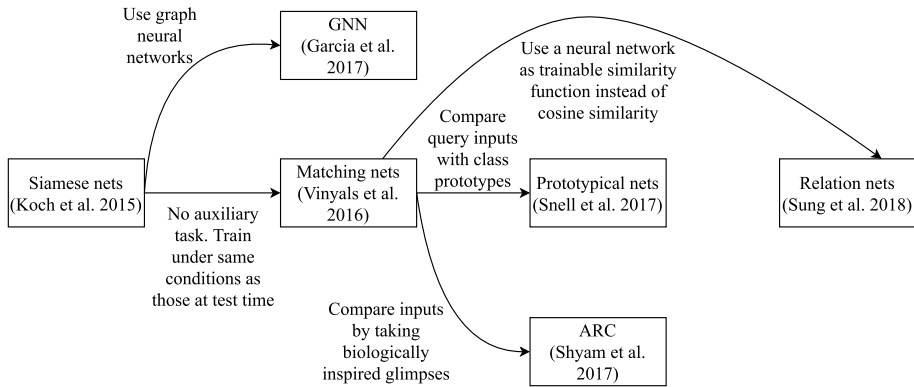 Use graph
neural
networks
GNN
(Garcia et al.
2017)
Use a neural network
as trainable similarity
function instead of
cosine similarity
Compare
query inputs
with class
prototypes
Siamese nets
(Koch et al. 2015)
Matching nets
(Vinyals et al.
2016)
Prototypical nets
(Snell et al. 2017)
Relation nets
(Sung et al. 2018)
No auxiliary
task. Train
under same
conditions as
those at test time
Compare inputs
by taking
biologically
inspired glimpses
ARC
(Shyam et al.
2017)